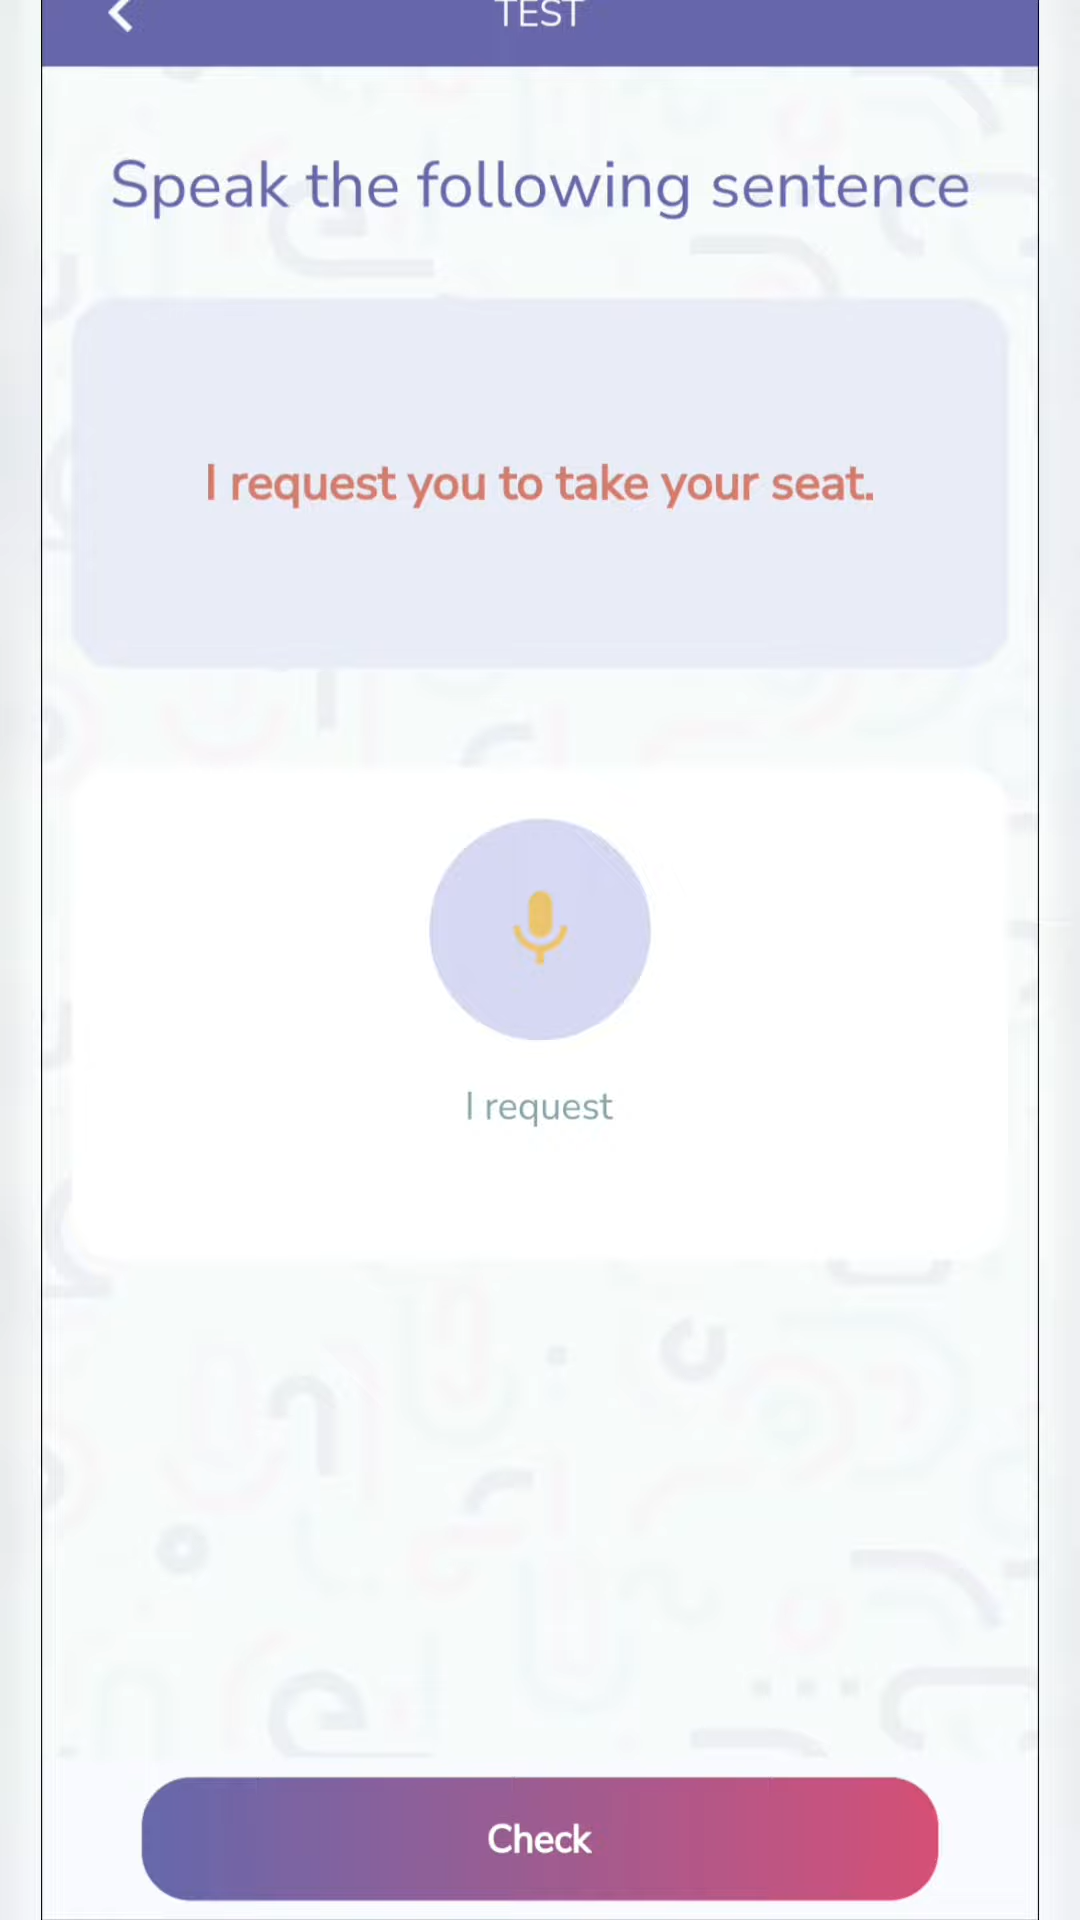 TEST
Speak the following sentence
I request you to take your seat.
I request
Check